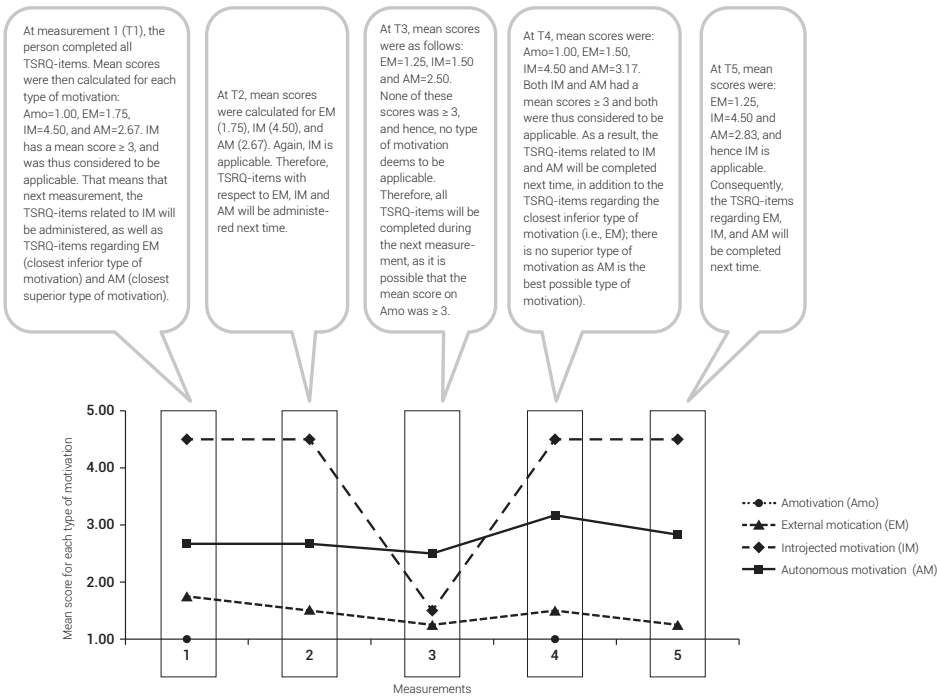 At measurement 1 (T1), the
person completed all
TSRQ-items. Mean scores
were then calculated for each
type of motivation:
Amo=1.00, EM=1.75,
IM=4.50, and AM=2.67. IM
has a mean score ≥ 3, and
was thus considered to be
applicable. That means that
next measurement, the
TSRQ-items related to IM will
be administered, as well as
TSRQ-items regarding EM
(closest inferior type of
motivation) and AM (closest
superior type of motivation).
At T2, mean scores
were calculated for EM
(1.75), IM (4.50), and
AM (2.67). Again, IM is
applicable. Therefore,
TSRQ-items with
respect to EM, IM and
AM will be administe-
red next time.
At T3, mean scores
were as follows:
EM=1.25, IM=1.50
and AM=2.50.
None of these
scores was ≥ 3,
and hence, no type
of motivation
deems to be
applicable.
Therefore, all
TSRQ-items will be
completed during
the next measure-
ment, as it is
possible that the
mean score on
Amo was ≥ 3.
At T4, mean scores were:
Amo=1.00, EM=1.50,
IM=4.50 and AM=3.17.
Both IM and AM had a
mean scores ≥ 3 and both
were thus considered to be
applicable. As a result, the
TSRQ-items related to IM
and AM will be completed
next time, in addition to the
TSRQ-items regarding the
closest inferior type of
motivation (i.e., EM); there
is no superior type of
motivation as AM is the
best possible type of
motivation).
At T5, mean
scores were:
EM=1.25,
IM=4.50 and
AM=2.83, and
hence IM is
applicable.
Consequently,
the TSRQ-items
regarding EM,
IM, and AM will
be completed
next time.
Mean score for each type of motivation
5.00
4.00
3.00
2.00
1.00
1
2
3
4
5
Measurements
Amotivation (Amo)
External motication (EM)
Introjected motivation (IM)
Autonomous motivation (AM)